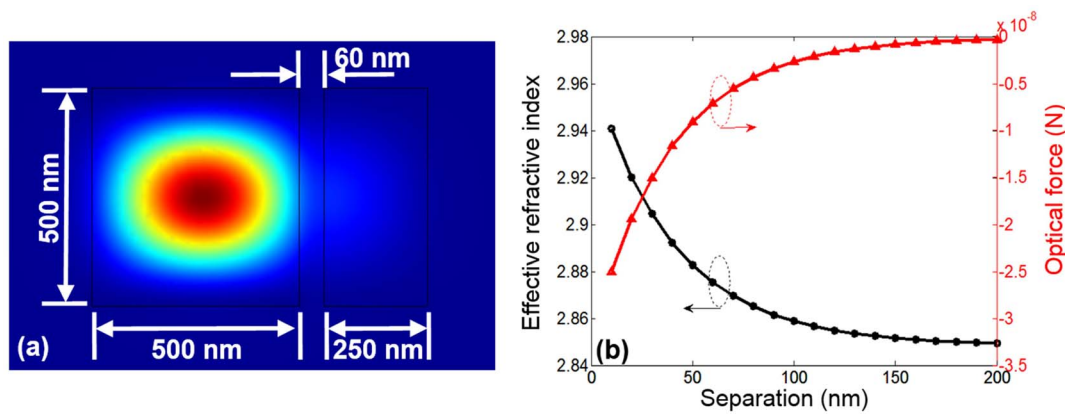 60 nm
500 nm
(a)
500 nm
250 nm
x 10⁻⁸
2.98
2.96
2.94
2.92
2.9
2.88
2.86
2.84
Effective refractive index
0
-0.5
-1
-1.5
-2
-2.5
-3
-3.5
Optical force (N)
(b)
0
50
100
150
200
Separation (nm)